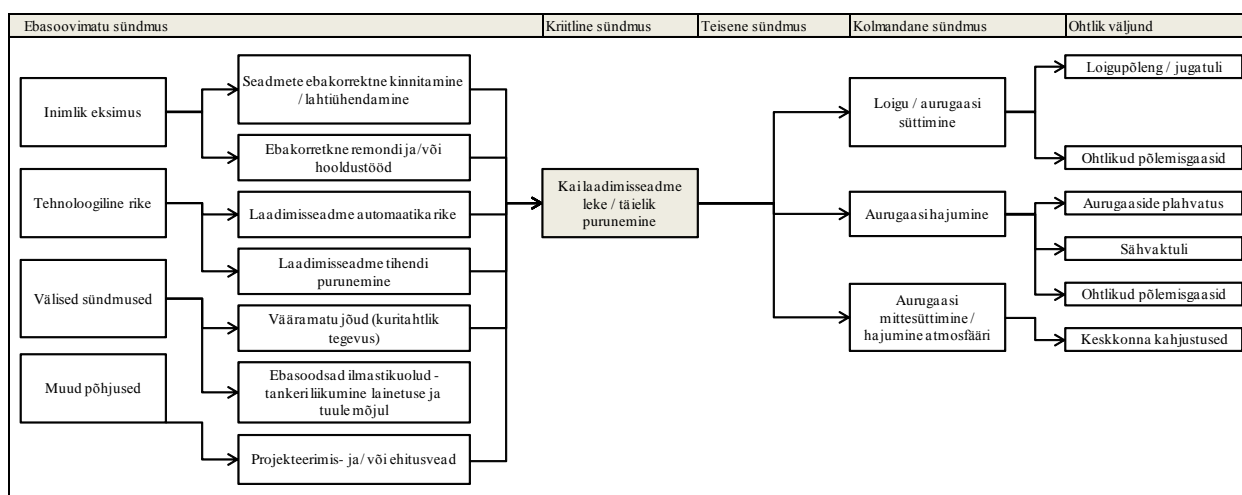 Ebasoovimatu sündmus
Kriitline sündmus
Teisene sündmus
Kolmandane sündmus
Ohtlik väljund
Inimlik eksimus
Tehnoloogiline rike
Välised sündmused
Muud põhjused
Seadmete ebakorrektne kinnitamine
/ lahtiühendamine
Ebakorretkne remondi ja/või
hooldustööd
Laadimisseadme automaatika rike
Laadimisseadme tihendi
purunemine
Vääramatu jõud (kuritahtlik
tegevus)
Ebasoodsad ilmastikuolud -
tankeri liikumine lainetuse ja
tuule mõjul
Projekteerimis- ja/ või ehitusvead
Kai laadimisseadme
leke / täielik
purunemine
Loigu / aurugaasi
süttimine
Aurugaasi hajumine
Aurugaasi
mittesüttimine /
hajumine atmosfääri
Loigupõleng / jugatuli
Ohtlikud põlemisgaasid
Aurugaaside plahvatus
Sähvaktuli
Ohtlikud põlemisgaasid
Keskkonna kahjustused